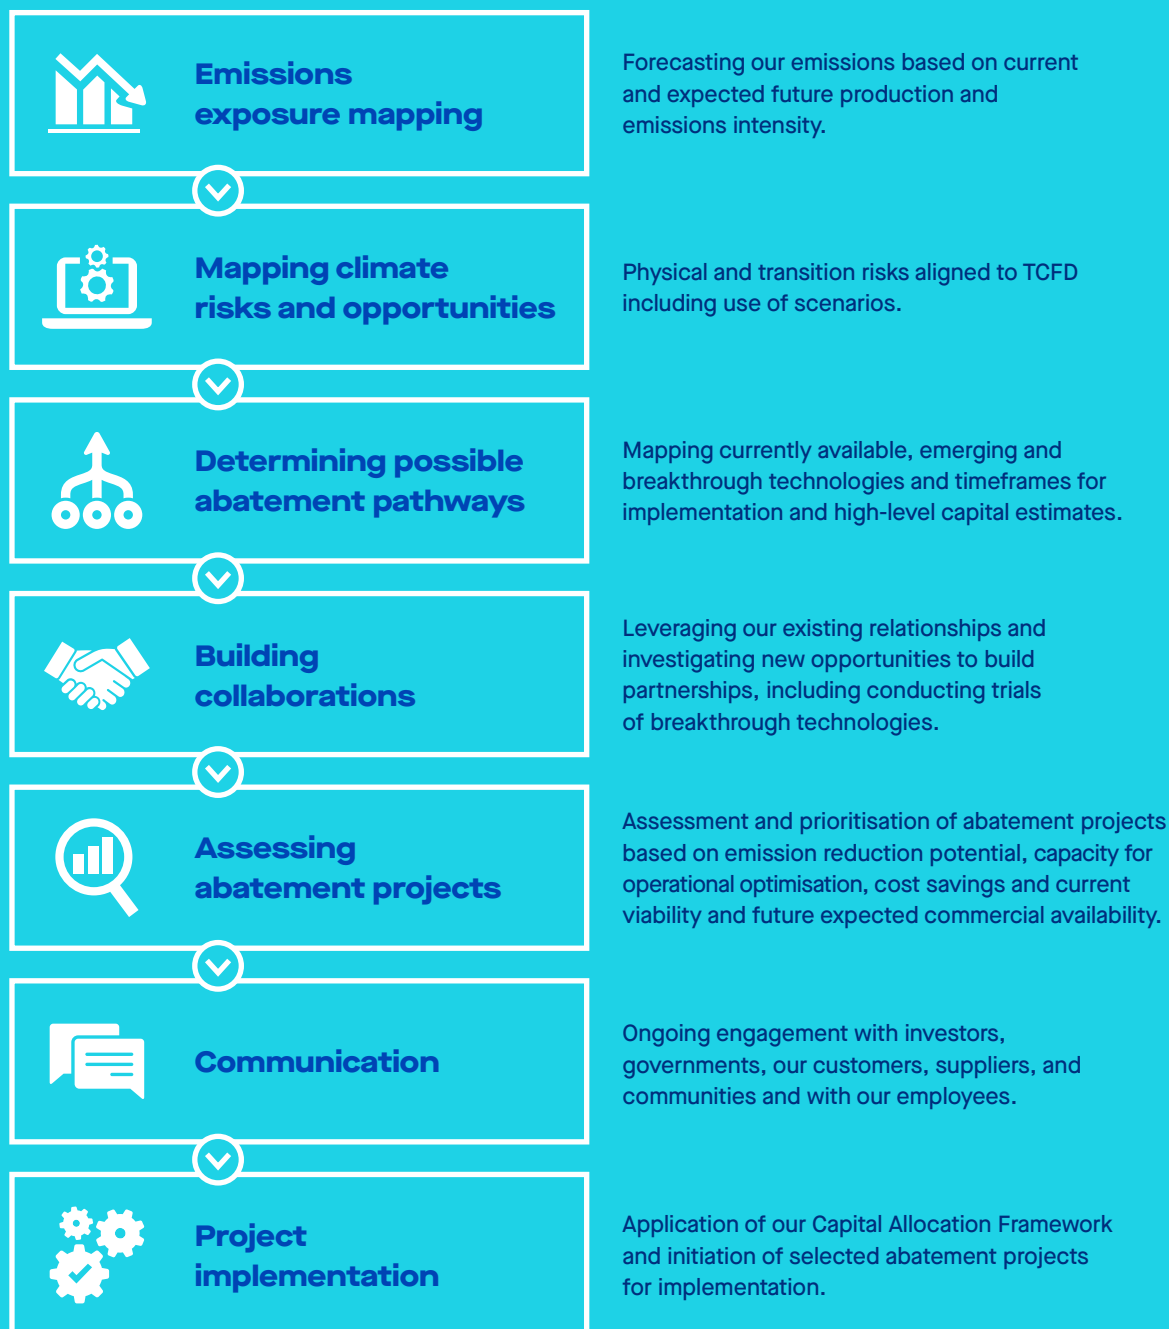 Emissions
exposure mapping
Forecasting our emissions based on current
and expected future production and
emissions intensity.
Mapping climate
risks and opportunities
Physical and transition risks aligned to TCFD
including use of scenarios.
Determining possible
abatement pathways
Mapping currently available, emerging and
breakthrough technologies and timeframes for
implementation and high-level capital estimates.
Building
collaborations
Leveraging our existing relationships and
investigating new opportunities to build
partnerships, including conducting trials
of breakthrough technologies.
Assessing
abatement projects
Assessment and prioritisation of abatement projects
based on emission reduction potential, capacity for
operational optimisation, cost savings and current
viability and future expected commercial availability.
Communication
Ongoing engagement with investors,
governments, our customers, suppliers, and
communities and with our employees.
Project
implementation
Application of our Capital Allocation Framework
and initiation of selected abatement projects
for implementation.